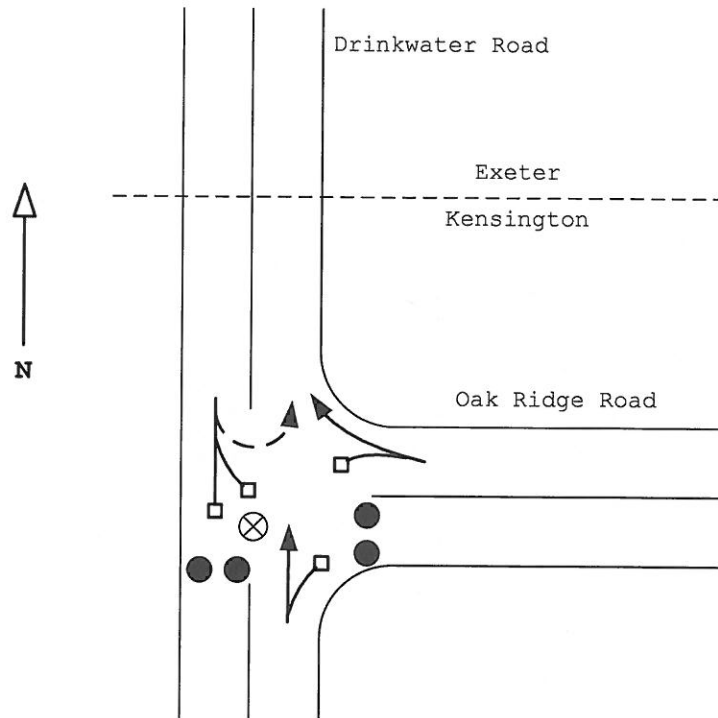 Drinkwater Road
Exeter
Kensington
N
Oak Ridge Road